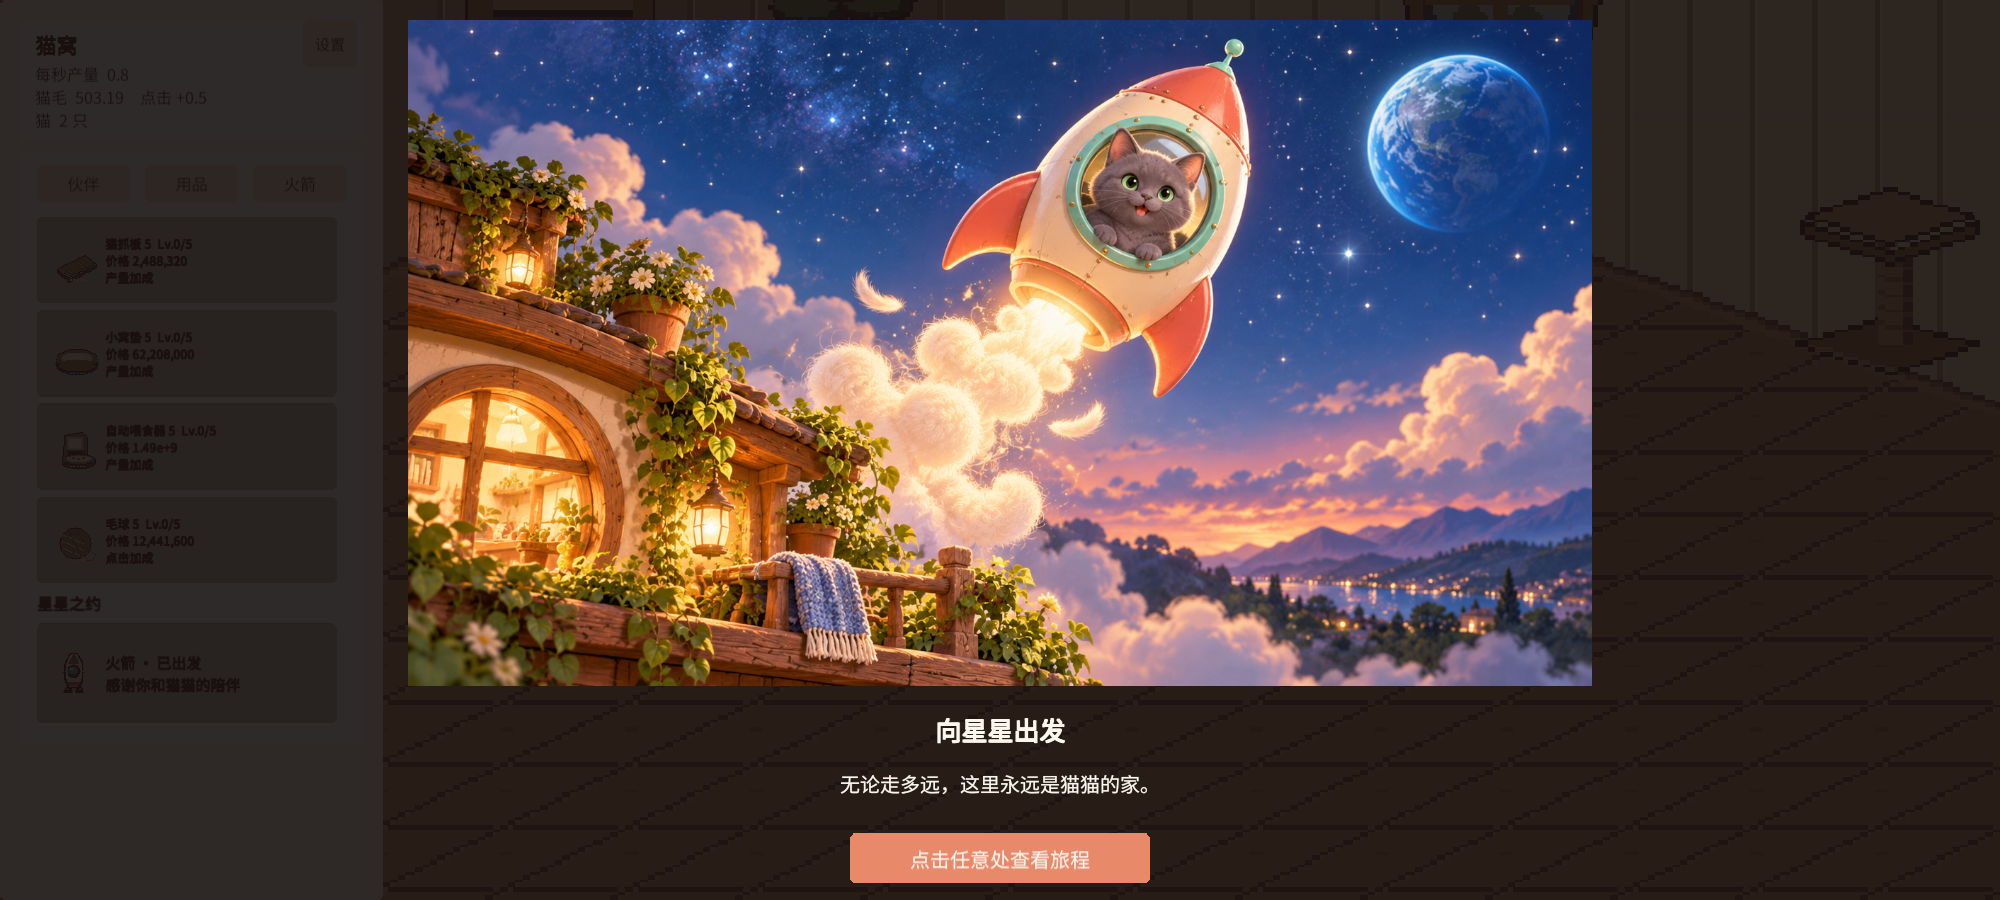 猫窝
设置
每秒产量 0.8
猫毛 503.19 点击 +0.5
猫 2 只
伙伴
用品
火箭
猫抓板 5 Lv.0/5
价格 2,488,320
产量加成
小窝垫 5 Lv.0/5
价格 62,208,000
产量加成
自动喂食器 5 Lv.0/5
价格 1.49e+9
产量加成
毛球 5 Lv.0/5
价格 12,441,600
点击加成
星星之约
火箭 · 已出发
感谢你和猫猫的陪伴
向星星出发
无论走多远，这里永远是猫猫的家。
点击任意处查看旅程